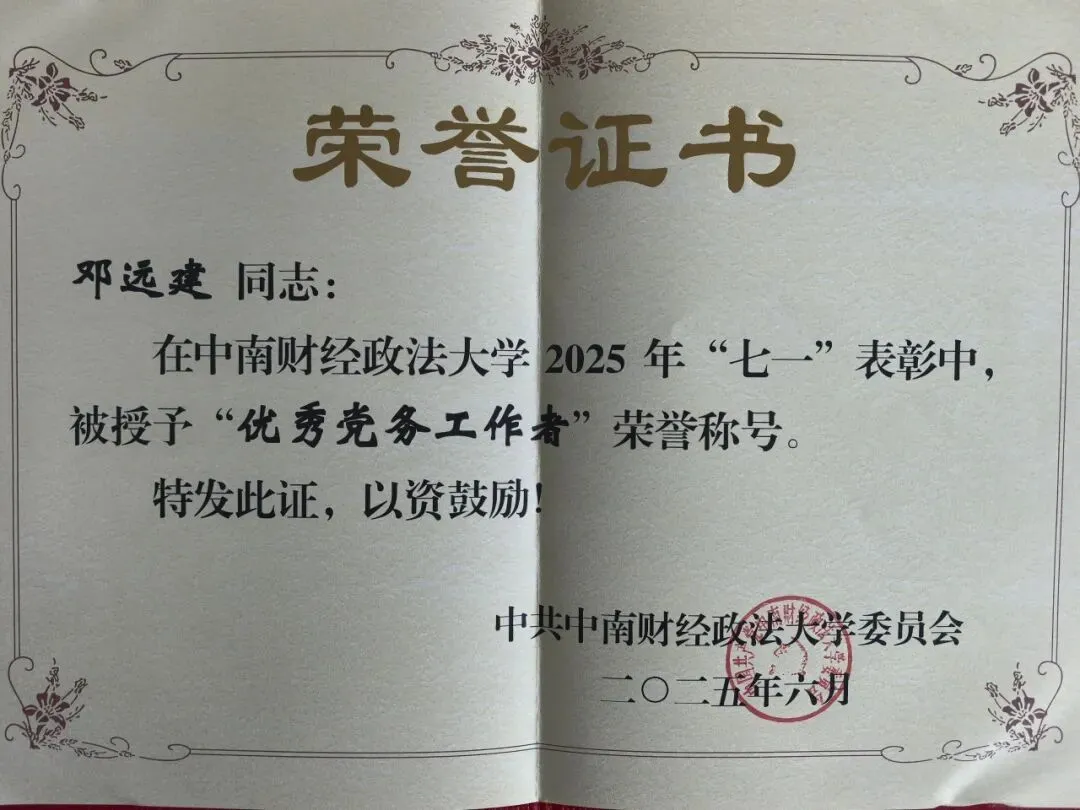 荣誉证书
邓远建 同志：
在中南财经政法大学 2025 年“七一”表彰中，
被授予“优秀党务工作者”荣誉称号。
特发此证，以资鼓励！
中共中南财经政法大学委员会
二〇二五年六月